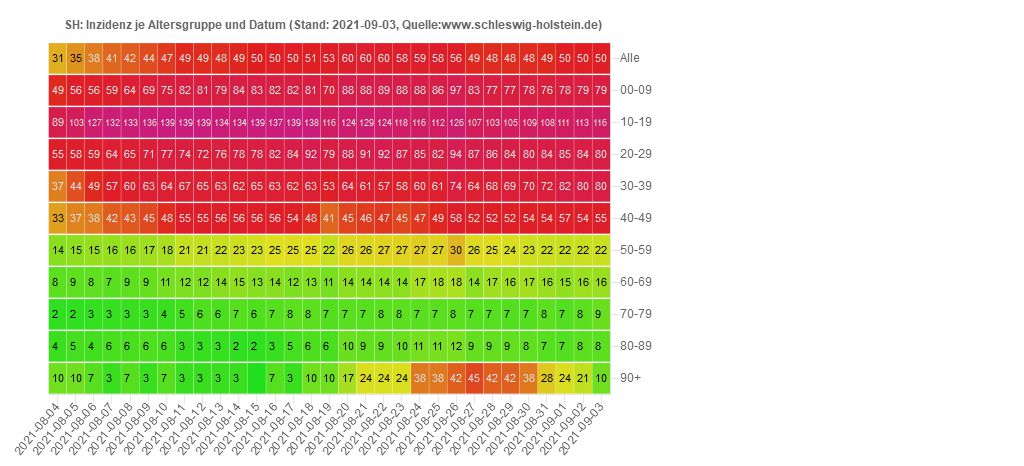 SH: Inzidenz je Altersgruppe und Datum (Stand: 2021-09-03, Quelle:www.schleswig-holstein.de)
31 35 38 41 42 44 47 49 49 48 49 50 50 50 51 53 60 60 60 58 59 58 56 49 48 48 48 49 50 50 50 Alle
49 56 56 59 64 69 75 82 81 79 84 83 82 82 81 70 88 88 89 88 88 86 97 83 77 77 78 76 78 79 79 00-09
89 103 127 132 133 136 139 139 139 134 134 139 137 139 138 116 124 129 124 118 116 112 126 107 103 105 109 108 111 113 116 10-19
55 58 59 64 65 71 77 74 72 76 78 78 82 84 92 79 88 91 92 87 85 82 94 87 86 84 80 84 85 84 80 20-29
37 44 49 57 60 63 64 67 65 63 62 65 63 62 63 53 64 61 57 58 60 61 74 64 68 69 70 72 82 80 80 30-39
33 37 38 42 43 45 48 55 55 56 56 56 56 54 48 41 45 46 47 45 47 49 58 52 52 52 54 54 57 54 55 40-49
14 15 15 16 16 17 18 21 21 22 23 23 25 25 25 22 26 26 27 27 27 27 30 26 25 24 23 22 22 22 22 50-59
8 9 8 7 9 9 11 12 12 14 15 13 14 12 13 11 14 14 14 14 17 18 18 14 17 16 17 16 15 16 16 60-69
2 2 3 3 3 3 4 5 6 6 7 6 7 8 8 7 7 7 8 8 7 7 8 7 7 7 7 8 7 8 9 70-79
4 5 4 6 6 6 6 3 3 3 2 2 3 5 6 6 10 9 9 10 11 11 12 9 9 9 8 7 7 8 8 80-89
10 10 7 3 7 3 7 3 3 3 3 7 3 10 10 17 24 24 24 38 38 42 45 42 42 38 28 24 21 10 90+
2021-08-04
2021-08-05
2021-08-06
2021-08-07
2021-08-08
2021-08-09
2021-08-10
2021-08-11
2021-08-12
2021-08-13
2021-08-14
2021-08-15
2021-08-16
2021-08-17
2021-08-18
2021-08-19
2021-08-20
2021-08-21
2021-08-22
2021-08-23
2021-08-24
2021-08-25
2021-08-26
2021-08-27
2021-08-28
2021-08-29
2021-08-30
2021-08-31
2021-09-01
2021-09-02
2021-09-03